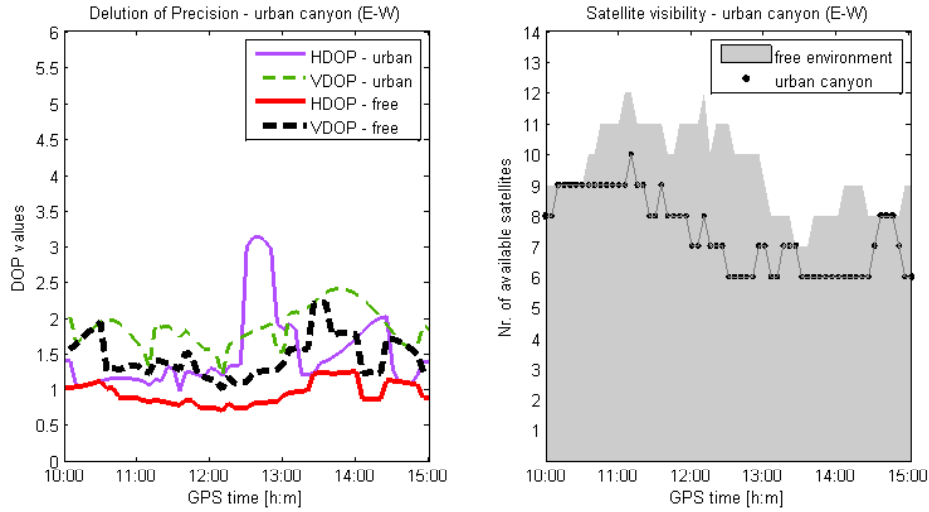 Delution of Precision - urban canyon (E-W)
6
5.5
5
4.5
4
3.5
3
2.5
2
1.5
1
0.5
0
DOP values
HDOP - urban
VDOP - urban
HDOP - free
VDOP - free
10:00 11:00 12:00 13:00 14:00 15:00
GPS time [h:m]
Satellite visibility - urban canyon (E-W)
14
13
12
11
10
9
8
7
6
5
4
3
2
1
Nr. of available satellites
free environment
urban canyon
10:00 11:00 12:00 13:00 14:00 15:00
GPS time [h:m]